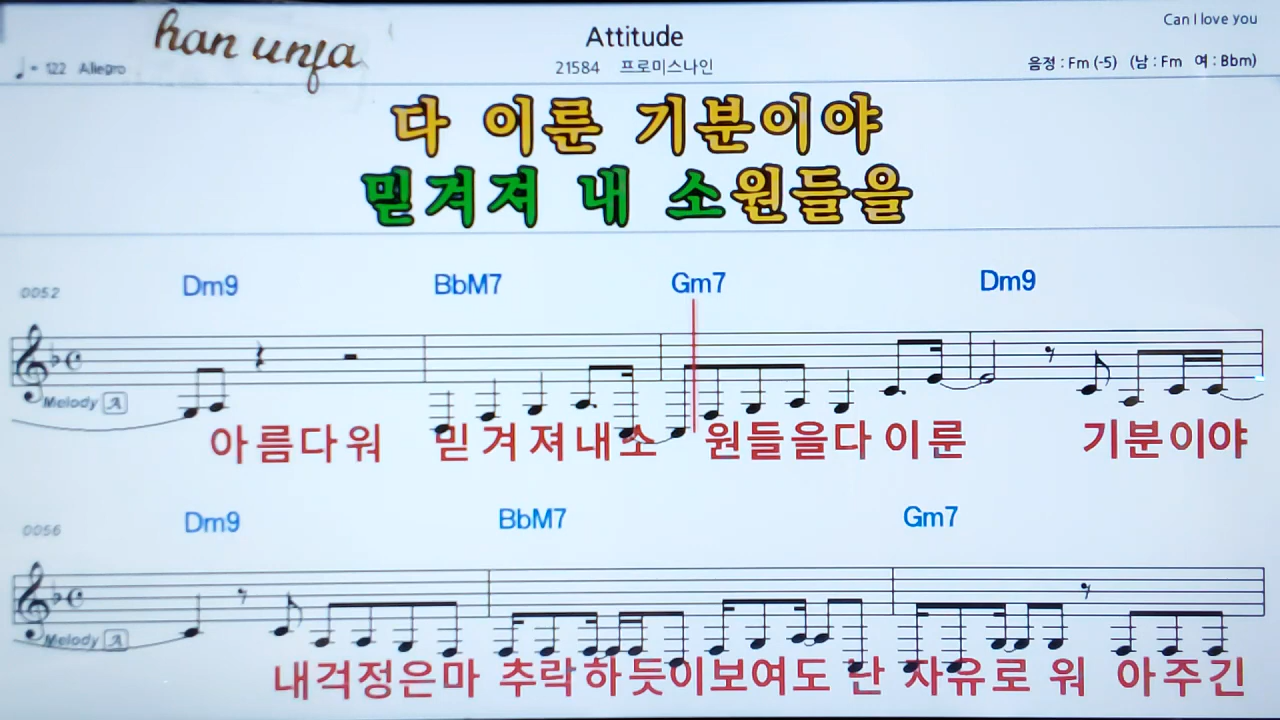 han unfa
Attitude
Can I love you
♩= 122 Allegro
21584 프로미스나인
음정 : Fm (-5) (남 : Fm 여 : Bbm)
다 이룬 기분이야
믿겨져 내 소원들을
0052 Dm9 BbM7 Gm7 Dm9
Melody A
아름다워 믿겨져내소 원들을다이룬 기분이야
0056 Dm9 BbM7 Gm7
Melody A
내걱정은마 추락하듯이보여도 난 자유로워 아주긴